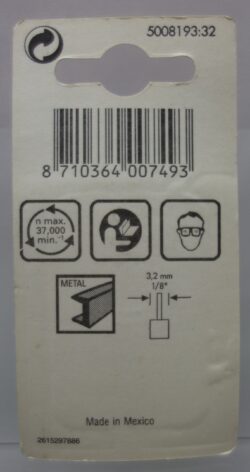 5008193:32
8 710364 007493
n max.
37,000
min.⁻¹
METAL
3,2 mm
1/8"
Made in Mexico
2615297886